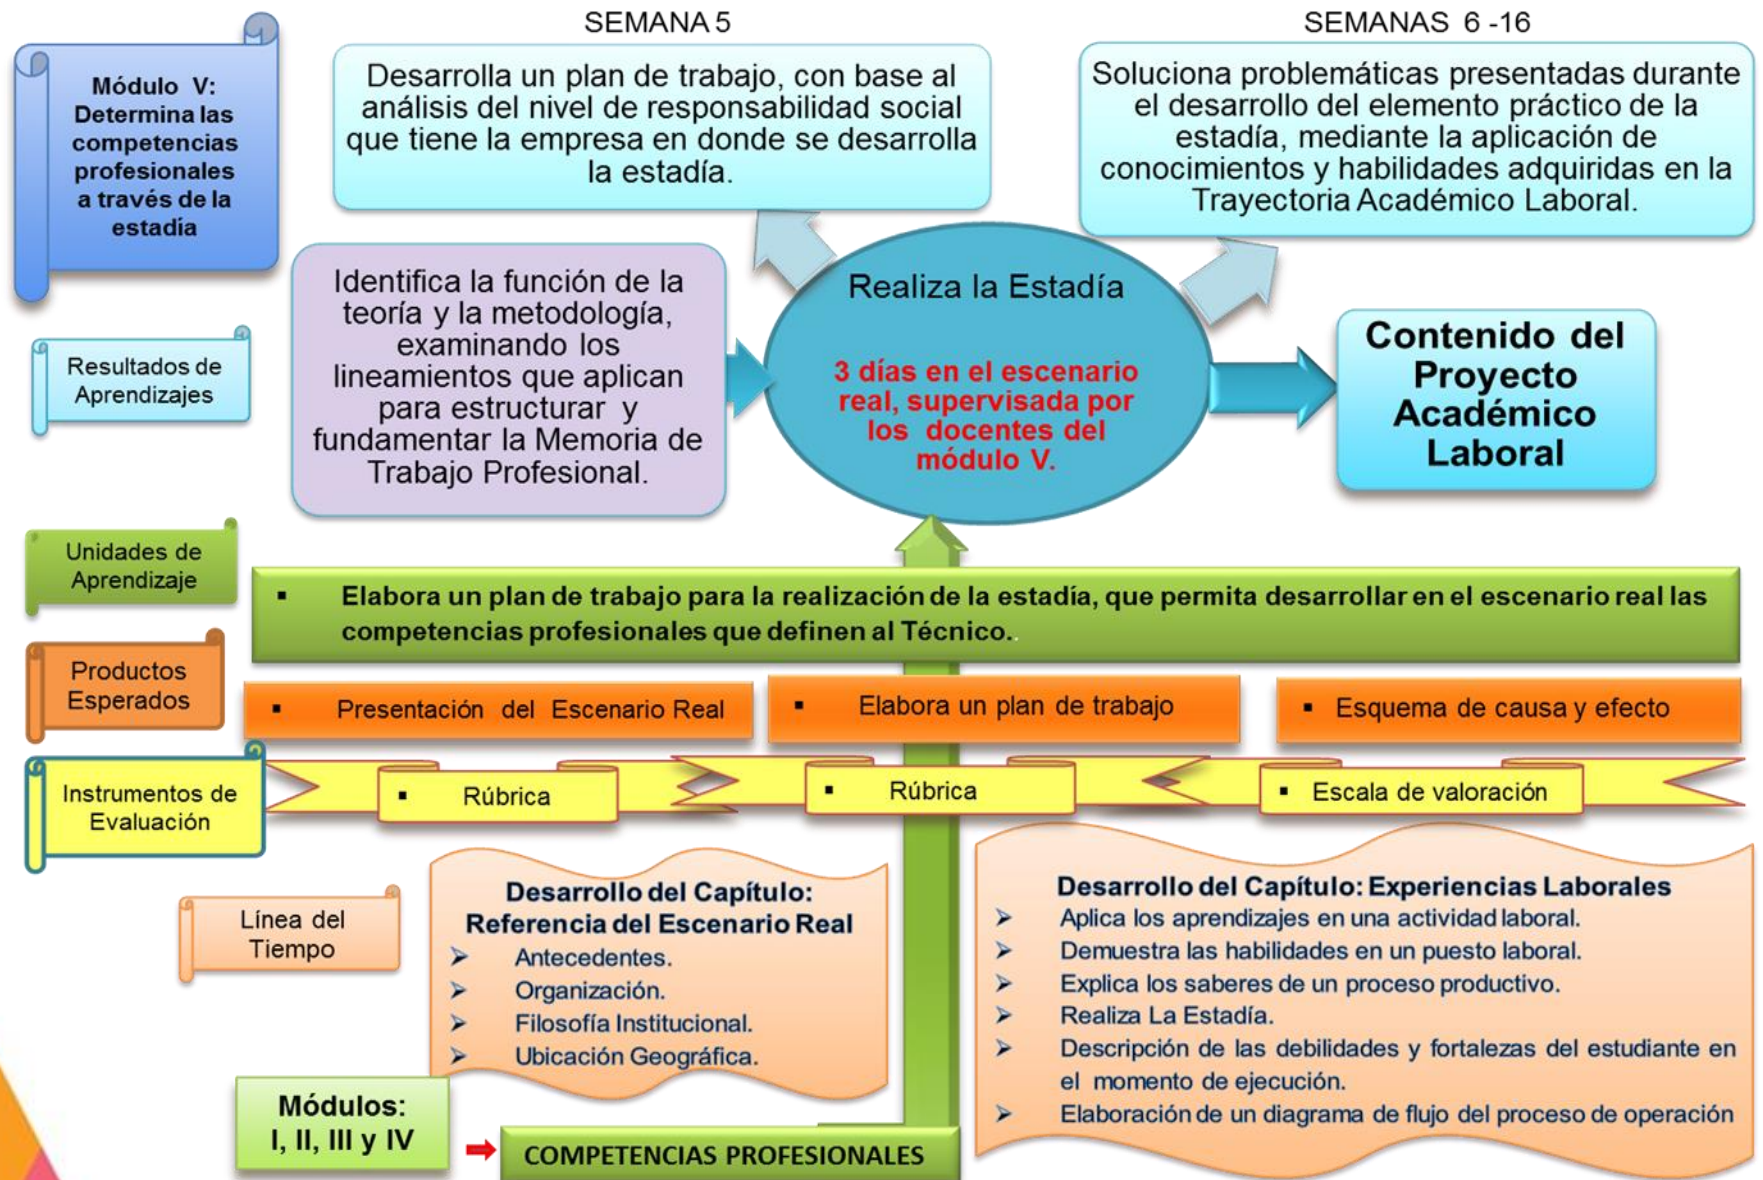 SEMANA 5
SEMANAS 6 -16
Módulo V:
Determina las
competencias
profesionales
a través de la
estadía
Desarrolla un plan de trabajo, con base al
análisis del nivel de responsabilidad social
que tiene la empresa en donde se desarrolla
la estadía.
Soluciona problemáticas presentadas durante
el desarrollo del elemento práctico de la
estadía, mediante la aplicación de
conocimientos y habilidades adquiridas en la
Trayectoria Académico Laboral.
Resultados de
Aprendizajes
Identifica la función de la
teoría y la metodología,
examinando los
lineamientos que aplican
para estructurar y
fundamentar la Memoria de
Trabajo Profesional.
Realiza la Estadía
3 días en el escenario
real, supervisada por
los docentes del
módulo V.
Contenido del
Proyecto
Académico
Laboral
Unidades de
Aprendizaje
▪ Elabora un plan de trabajo para la realización de la estadía, que permita desarrollar en el escenario real las
competencias profesionales que definen al Técnico..
Productos
Esperados
▪ Presentación del Escenario Real
▪ Elabora un plan de trabajo
▪ Esquema de causa y efecto
Instrumentos de
Evaluación
▪ Rúbrica
▪ Rúbrica
▪ Escala de valoración
Línea del
Tiempo
Desarrollo del Capítulo:
Referencia del Escenario Real
➢ Antecedentes.
➢ Organización.
➢ Filosofía Institucional.
➢ Ubicación Geográfica.
Desarrollo del Capítulo: Experiencias Laborales
➢ Aplica los aprendizajes en una actividad laboral.
➢ Demuestra las habilidades en un puesto laboral.
➢ Explica los saberes de un proceso productivo.
➢ Realiza La Estadía.
➢ Descripción de las debilidades y fortalezas del estudiante en
el momento de ejecución.
➢ Elaboración de un diagrama de flujo del proceso de operación
Módulos:
I, II, III y IV
COMPETENCIAS PROFESIONALES